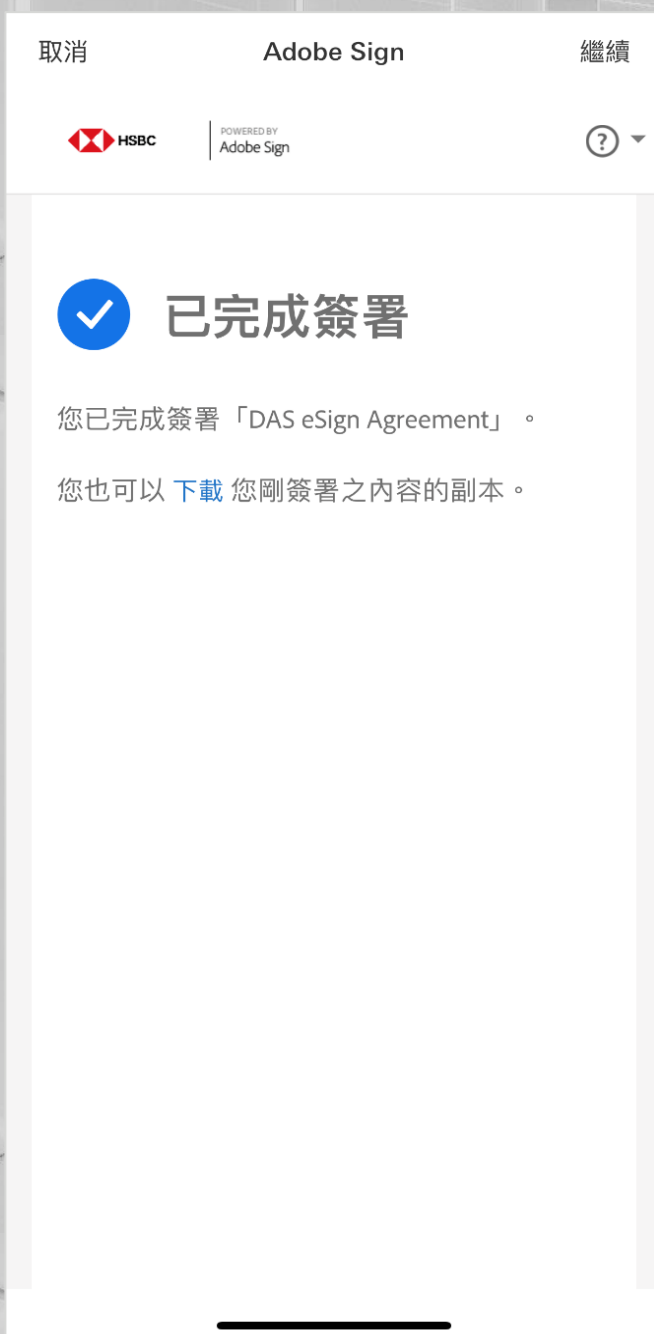 取消
Adobe Sign
繼續
HSBC
POWERED BY
Adobe Sign
?
已完成簽署
您已完成簽署「DAS eSign Agreement」。
您也可以 下載 您剛簽署之內容的副本。